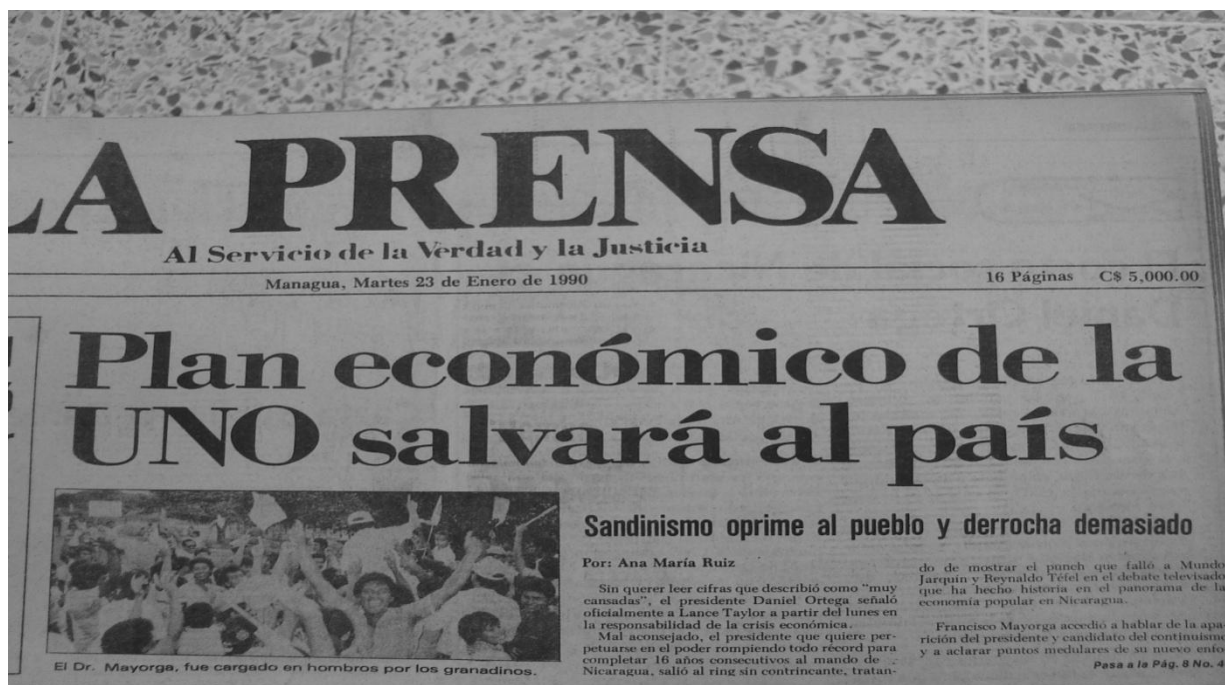 LA PRENSA
Al Servicio de la Verdad y la Justicia
Managua, Martes 23 de Enero de 1990
16 Páginas C$ 5,000.00
Plan económico de la
UNO salvará al país
El Dr. Mayorga, fue cargado en hombros por los granadinos.
Sandinismo oprime al pueblo y derrocha demasiado
Por: Ana María Ruiz
Sin querer leer cifras que describió como "muy
cansadas", el presidente Daniel Ortega señaló
oficialmente a Lance Taylor a partir del lunes en
la responsabilidad de la crisis económica.
Mal aconsejado, el presidente que quiere per-
petuarse en el poder rompiendo todo récord para
completar 16 años consecutivos al mando de
Nicaragua, salió al ring sin contrincante, tratan-
do de mostrar el punch que falló a Mundo
Jarquín y Reynaldo Téfel en el debate televisado
que ha hecho historia en el panorama de la
economía popular en Nicaragua.
Francisco Mayorga accedió a hablar de la apa-
rición del presidente y candidato del continuismo
y a aclarar puntos medulares de su nuevo enfo
Pasa a la Pág. 8 No. 4